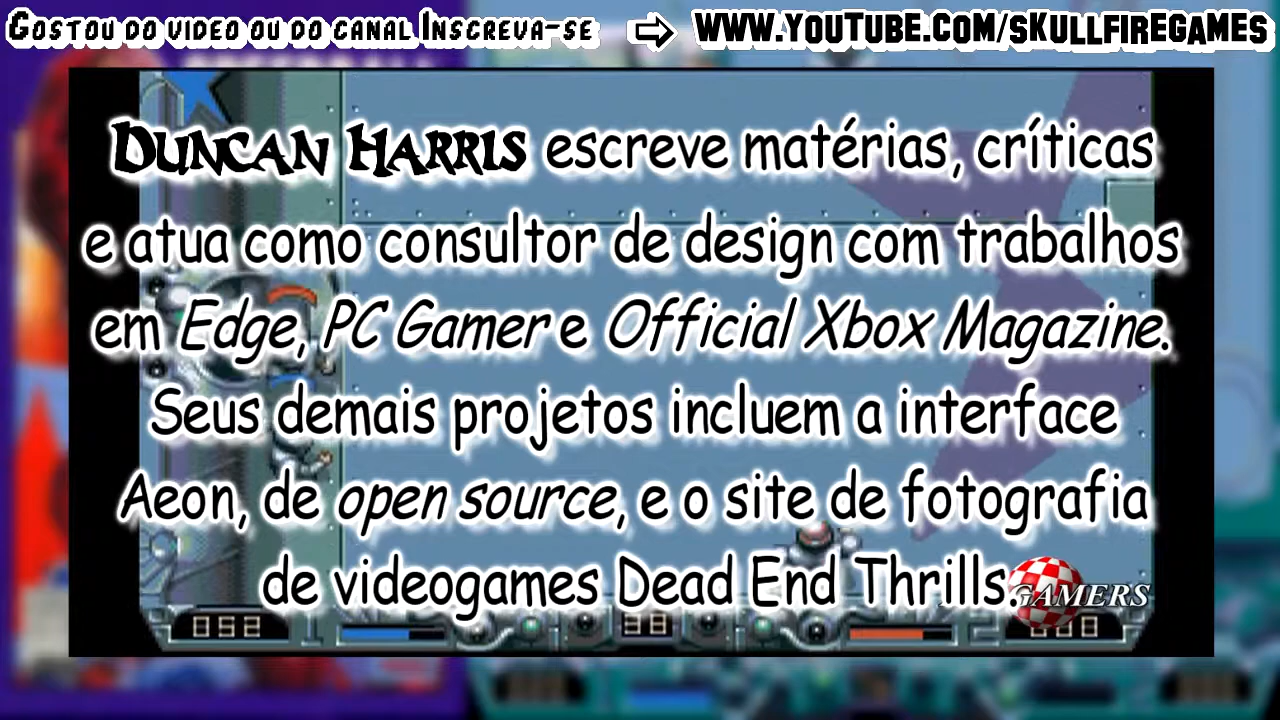 Gostou do video ou do canal Inscreva-se ⇨ www.youtube.com/skullfiregames
Duncan Harris escreve matérias, críticas
e atua como consultor de design com trabalhos
em Edge, PC Gamer e Official Xbox Magazine.
Seus demais projetos incluem a interface
Aeon, de open source, e o site de fotografia
de videogames Dead End Thrills.
GAMERS
052 38 000